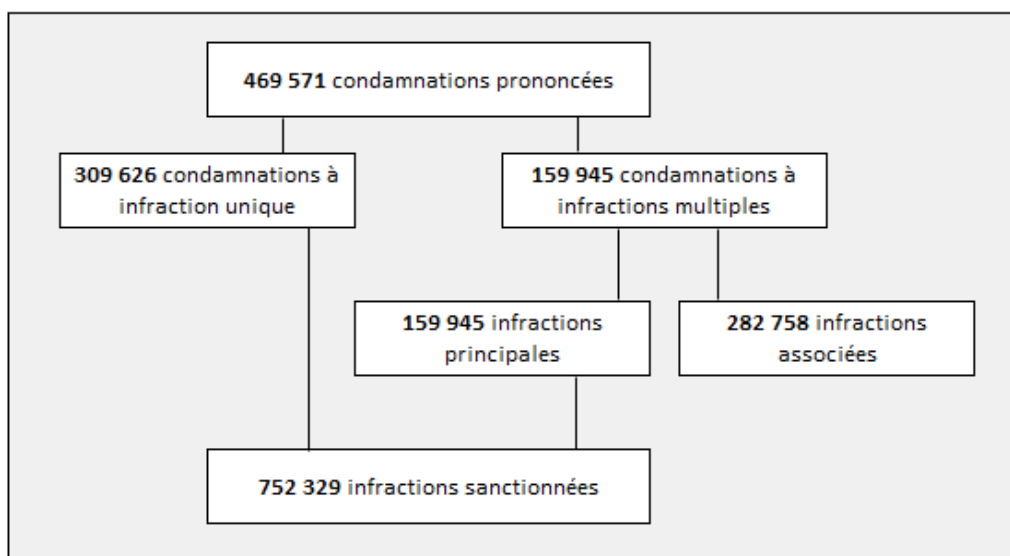 469 571 condamnations prononcées
309 626 condamnations à
infraction unique
159 945 condamnations à
infractions multiples
159 945 infractions
principales
282 758 infractions
associées
752 329 infractions sanctionnées